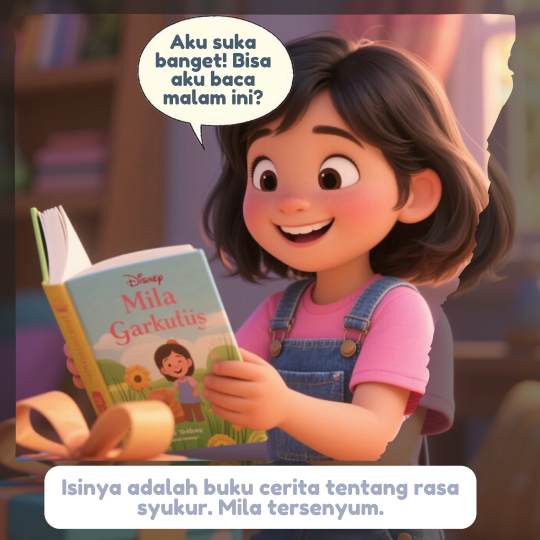 Aku suka
banget! Bisa
aku baca
malam ini?
Disney
Mila
Garkutiis
Isinya adalah buku cerita tentang rasa
syukur. Mila tersenyum.